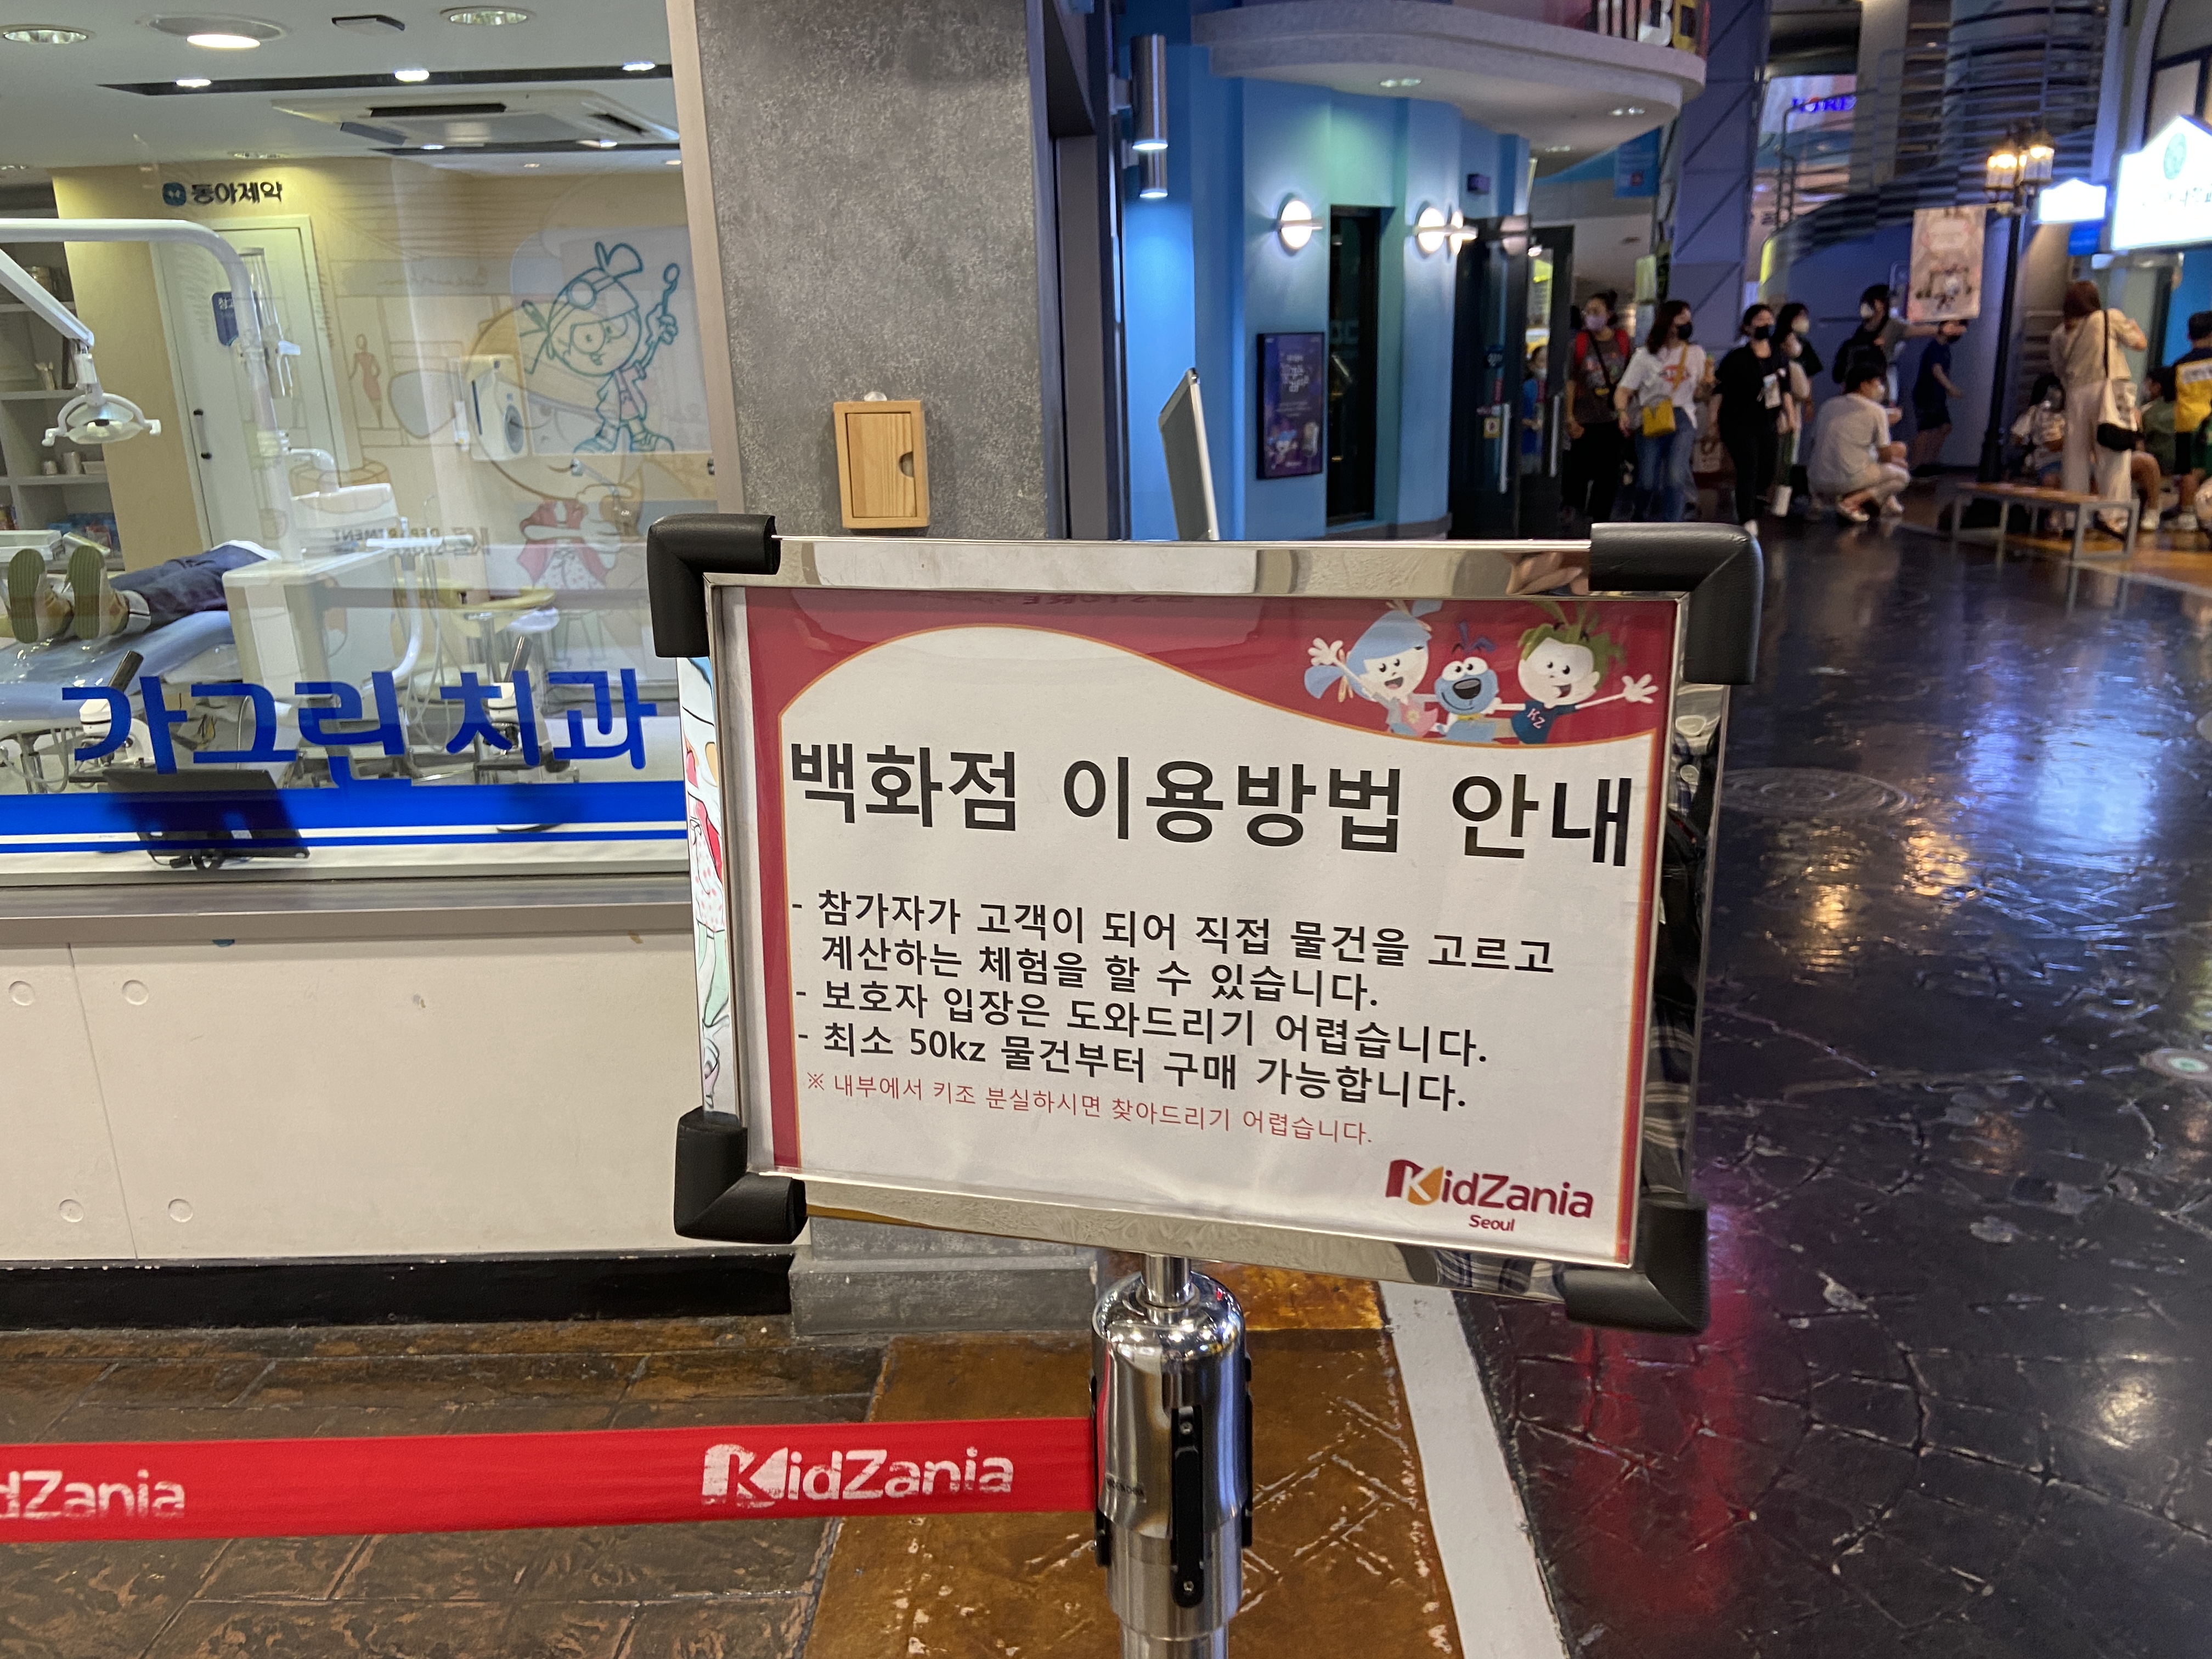 동아제약
가그린 치과
백화점 이용방법 안내
- 참가자가 고객이 되어 직접 물건을 고르고
계산하는 체험을 할 수 있습니다.
- 보호자 입장은 도와드리기 어렵습니다.
- 최소 50kz 물건부터 구매 가능합니다.
※ 내부에서 키조 분실하시면 찾아드리기 어렵습니다.
KidZania
Seoul
KZ
dZania
KidZania